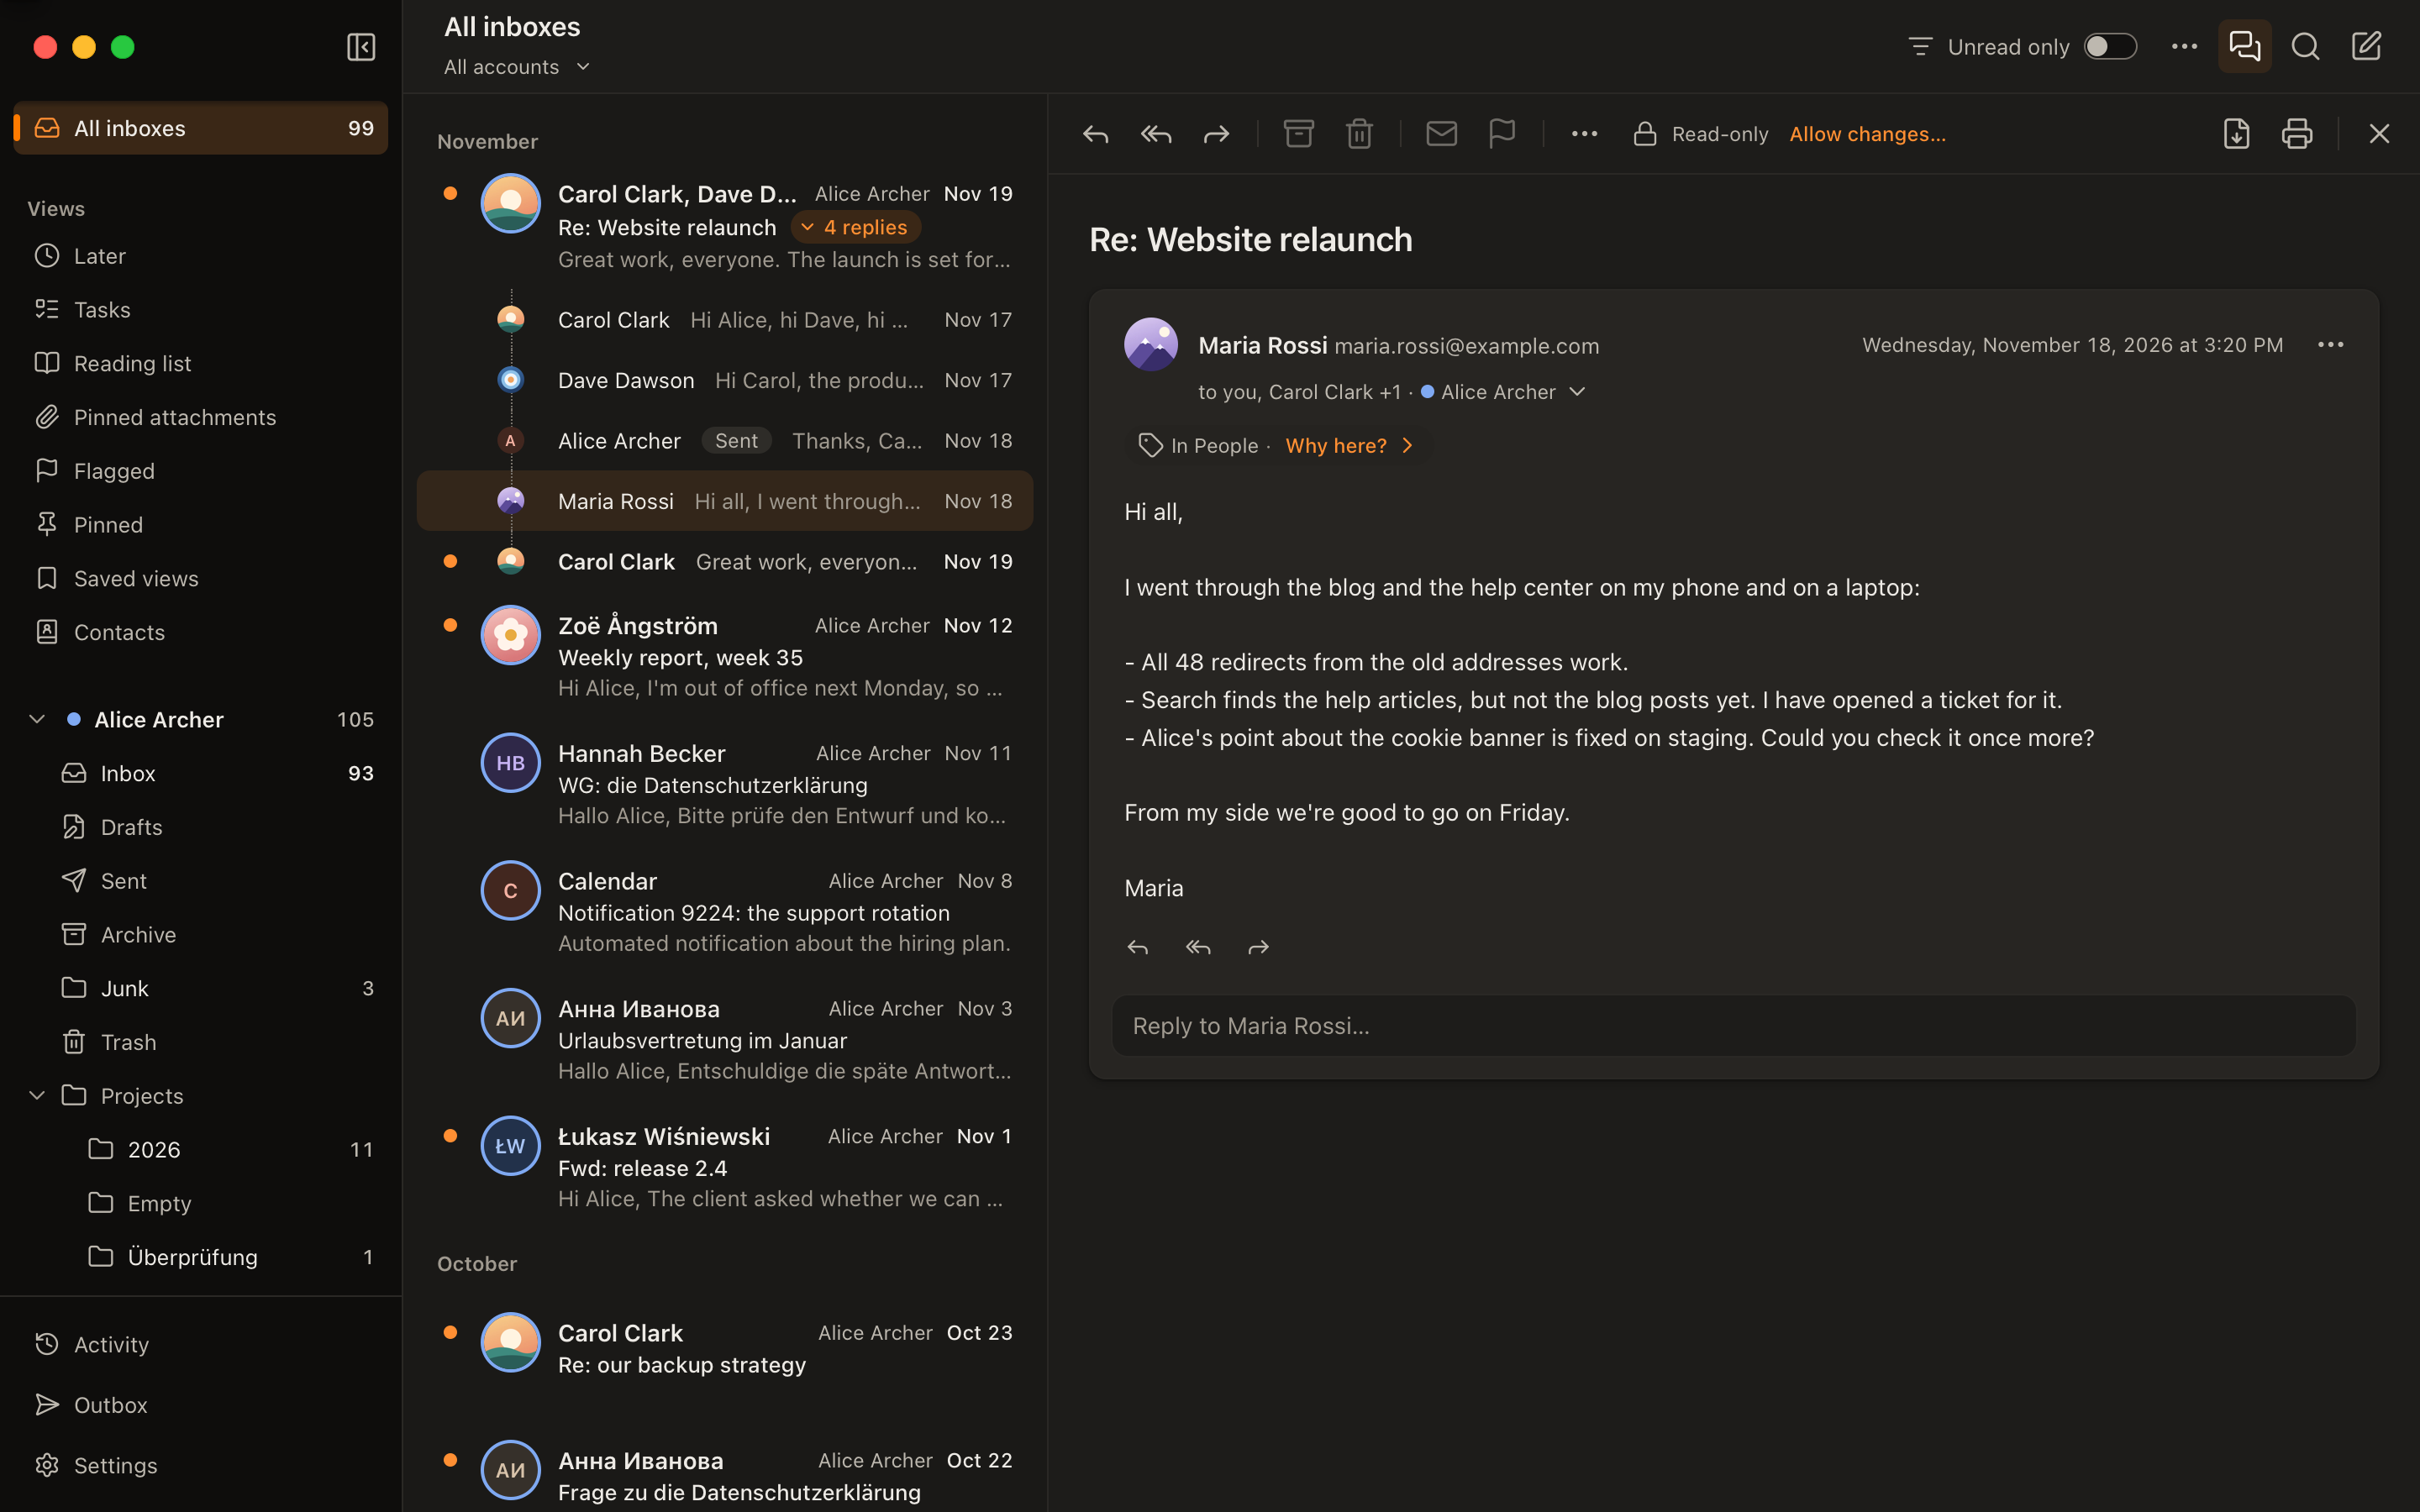 All inboxes
All accounts
Unread only
All inboxes 99
Views
Later
Tasks
Reading list
Pinned attachments
Flagged
Pinned
Saved views
Contacts
Alice Archer 105
Inbox 93
Drafts
Sent
Archive
Junk 3
Trash
Projects
2026 11
Empty
Überprüfung 1
Activity
Outbox
Settings
November
Carol Clark, Dave D... Alice Archer Nov 19
Re: Website relaunch 4 replies
Great work, everyone. The launch is set for...
Carol Clark Hi Alice, hi Dave, hi ... Nov 17
Dave Dawson Hi Carol, the produ... Nov 17
A Alice Archer Sent Thanks, Ca... Nov 18
Maria Rossi Hi all, I went through... Nov 18
Carol Clark Great work, everyon... Nov 19
Zoë Ångström Alice Archer Nov 12
Weekly report, week 35
Hi Alice, I'm out of office next Monday, so ...
HB Hannah Becker Alice Archer Nov 11
WG: die Datenschutzerklärung
Hallo Alice, Bitte prüfe den Entwurf und ko...
C Calendar Alice Archer Nov 8
Notification 9224: the support rotation
Automated notification about the hiring plan.
АИ Анна Иванова Alice Archer Nov 3
Urlaubsvertretung im Januar
Hallo Alice, Entschuldige die späte Antwort...
ŁW Łukasz Wiśniewski Alice Archer Nov 1
Fwd: release 2.4
Hi Alice, The client asked whether we can ...
October
Carol Clark Alice Archer Oct 23
Re: our backup strategy
АИ Анна Иванова Alice Archer Oct 22
Frage zu die Datenschutzerklärung
Read-only Allow changes...
Re: Website relaunch
Maria Rossi maria.rossi@example.com Wednesday, November 18, 2026 at 3:20 PM
to you, Carol Clark +1 · Alice Archer
In People · Why here?
Hi all,
I went through the blog and the help center on my phone and on a laptop:
- All 48 redirects from the old addresses work.
- Search finds the help articles, but not the blog posts yet. I have opened a ticket for it.
- Alice's point about the cookie banner is fixed on staging. Could you check it once more?
From my side we're good to go on Friday.
Maria
Reply to Maria Rossi...